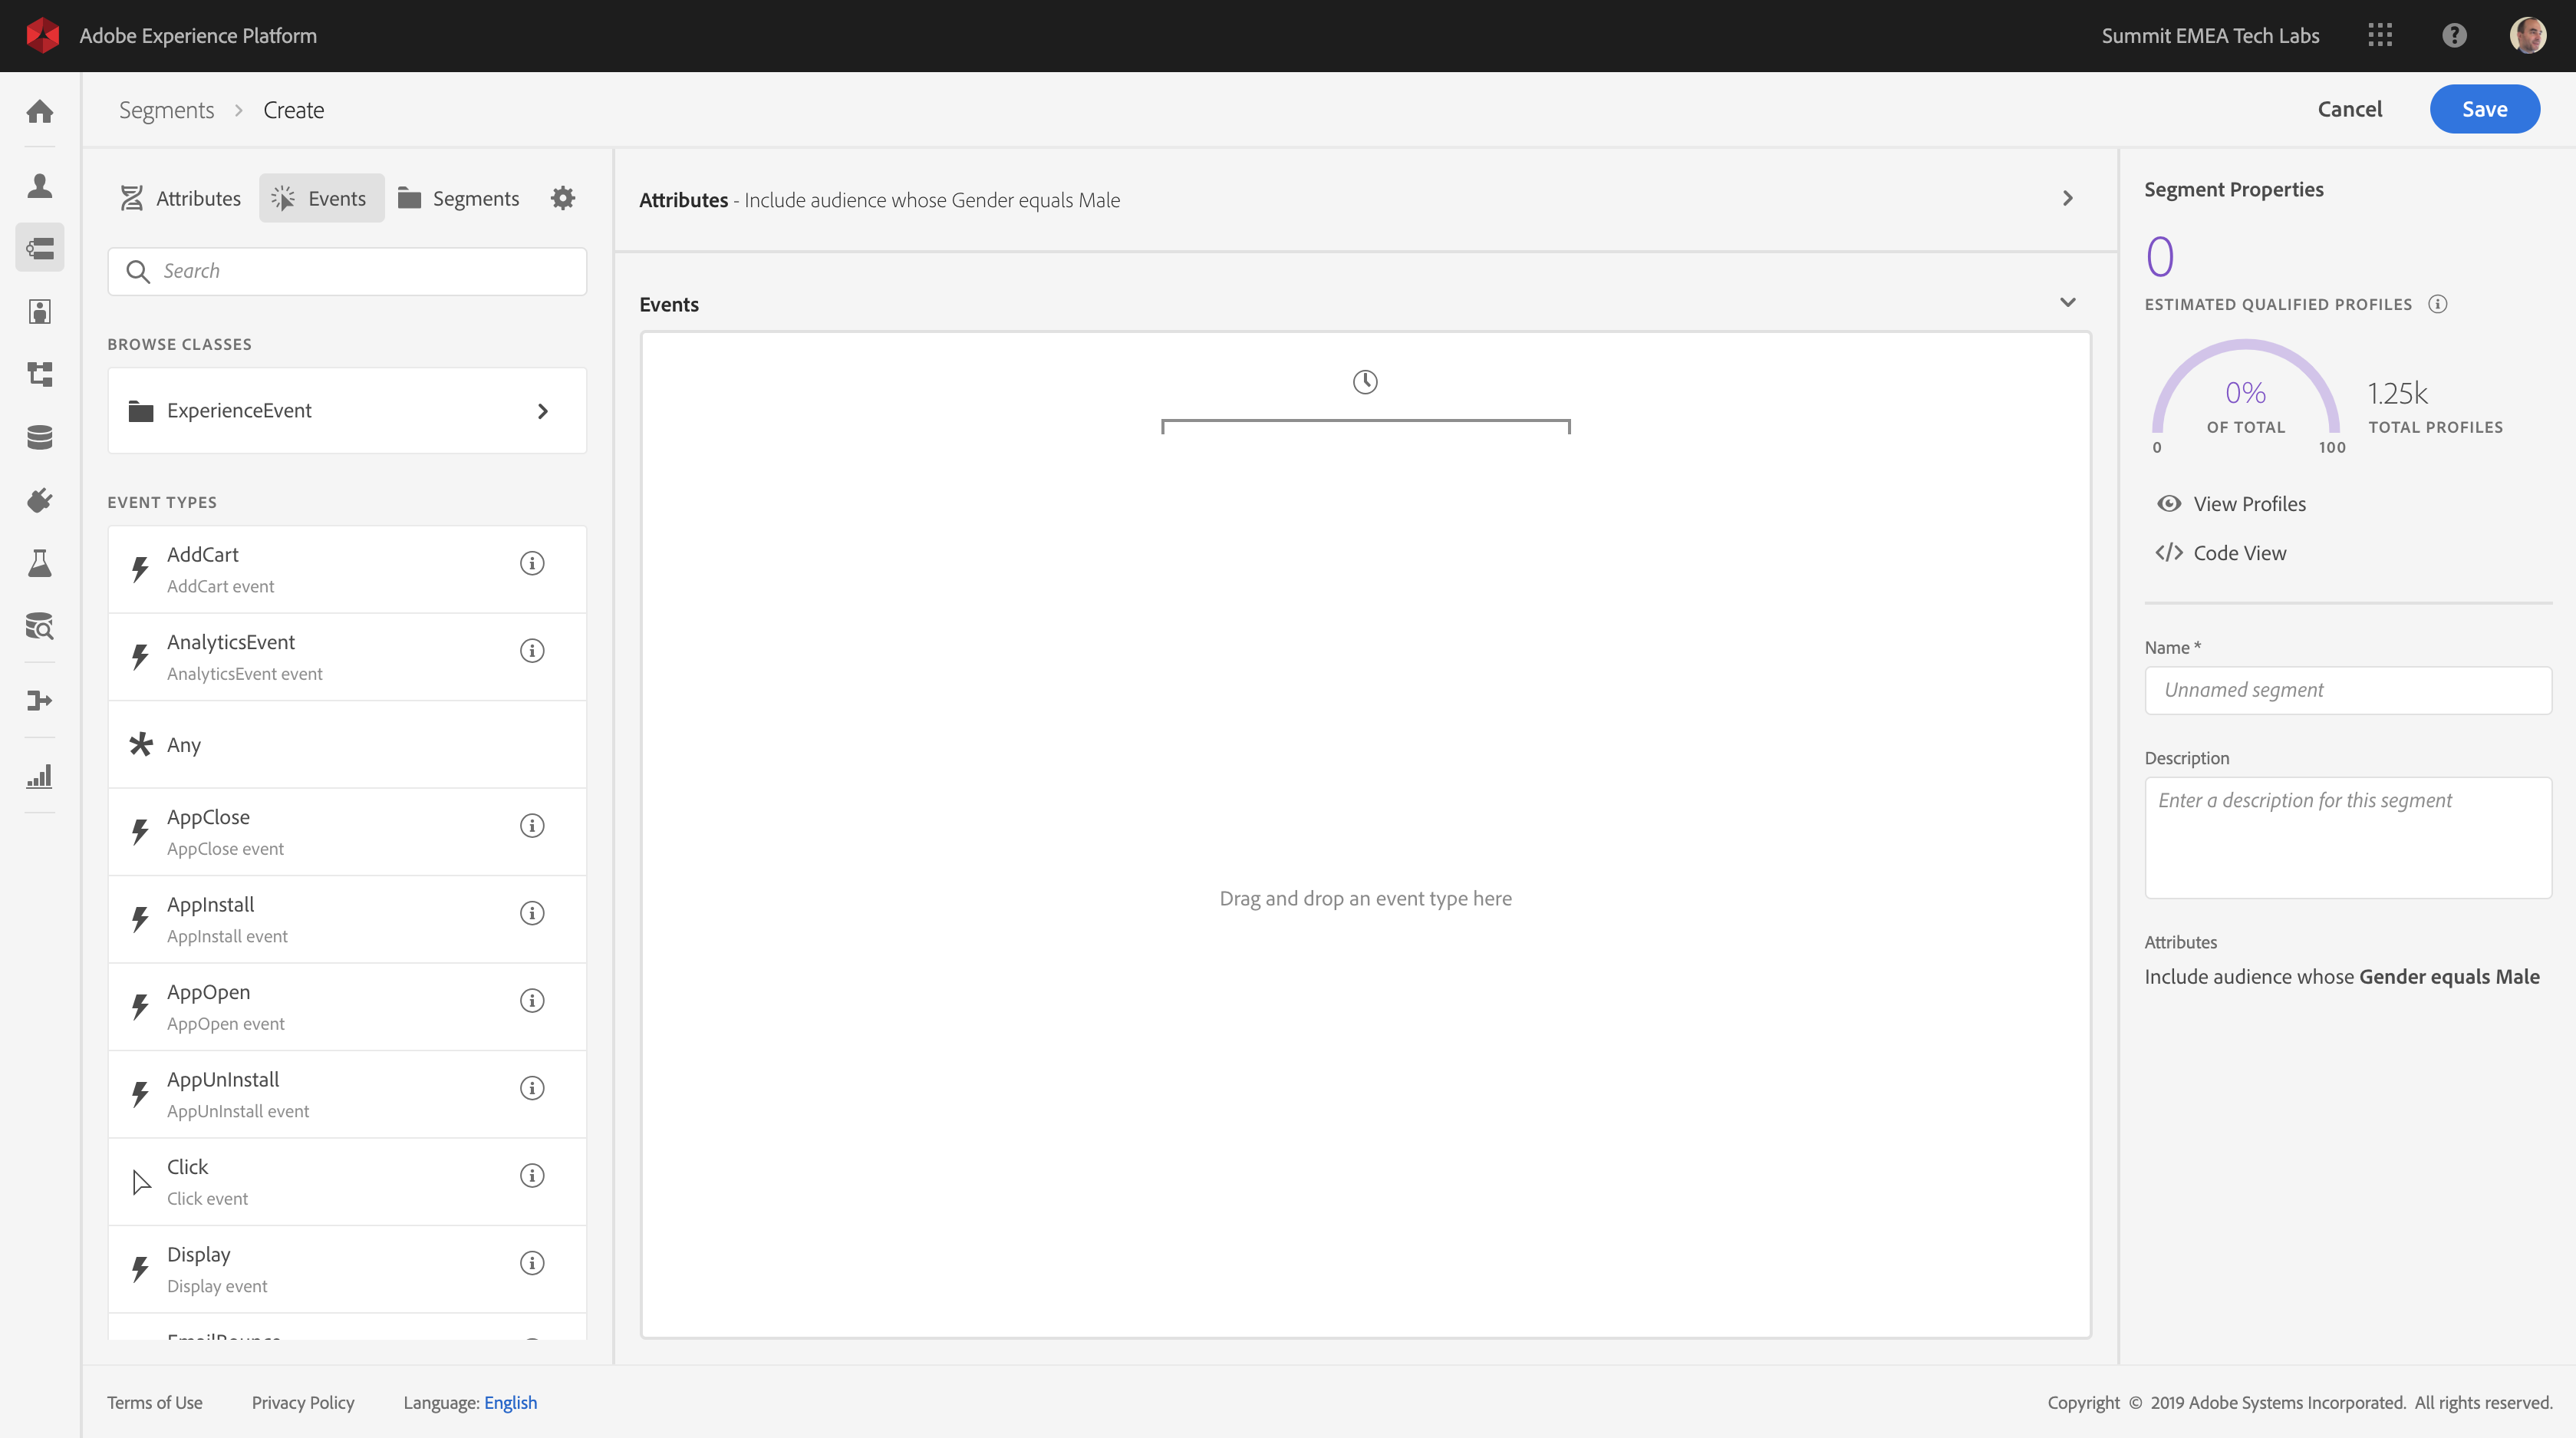 Adobe Experience Platform
Summit EMEA Tech Labs
Segments > Create
Cancel
Save
Attributes
Events
Segments
Search
BROWSE CLASSES
ExperienceEvent
EVENT TYPES
AddCart
AddCart event
AnalyticsEvent
AnalyticsEvent event
Any
AppClose
AppClose event
AppInstall
AppInstall event
AppOpen
AppOpen event
AppUnInstall
AppUnInstall event
Click
Click event
Display
Display event
EmailBounce
Attributes - Include audience whose Gender equals Male
Events
Drag and drop an event type here
Segment Properties
0
ESTIMATED QUALIFIED PROFILES
0%
OF TOTAL
0
100
1.25k
TOTAL PROFILES
View Profiles
Code View
Name *
Unnamed segment
Description
Enter a description for this segment
Attributes
Include audience whose Gender equals Male
Terms of Use
Privacy Policy
Language: English
Copyright © 2019 Adobe Systems Incorporated. All rights reserved.